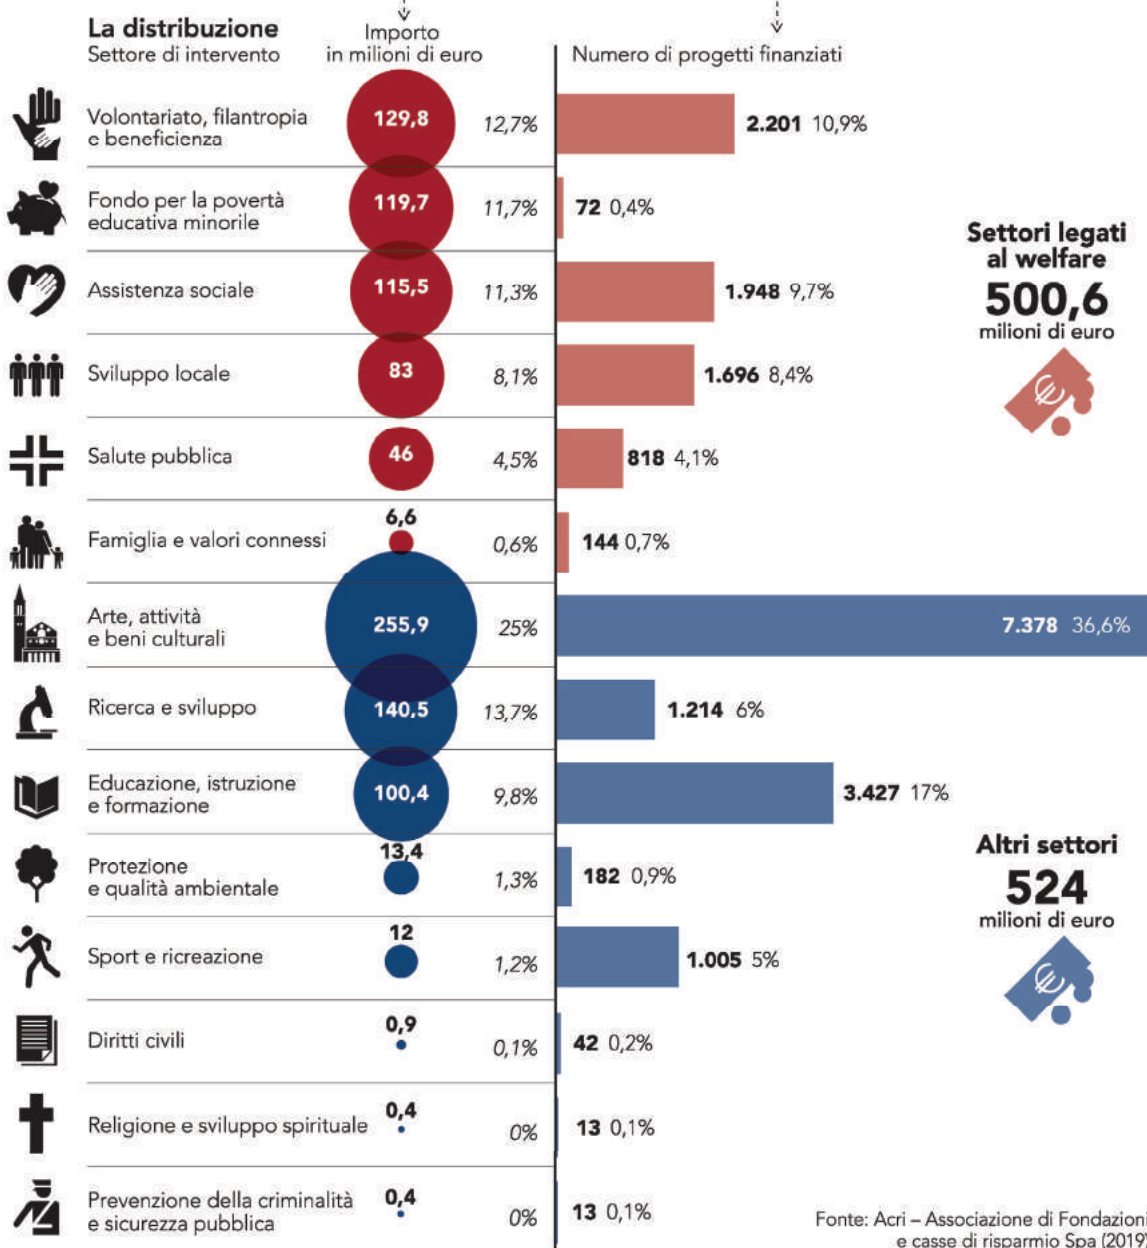 La distribuzione
Settore di intervento
Importo
in milioni di euro
Numero di progetti finanziati
Volontariato, filantropia
e beneficienza
129,8
12,7%
2.201 10,9%
Fondo per la povertà
educativa minorile
119,7
11,7%
72 0,4%
Assistenza sociale
115,5
11,3%
1.948 9,7%
Sviluppo locale
83
8,1%
1.696 8,4%
Salute pubblica
46
4,5%
818 4,1%
Famiglia e valori connessi
6,6
0,6%
144 0,7%
Settori legati
al welfare
500,6
milioni di euro
€
Arte, attività
e beni culturali
255,9
25%
7.378 36,6%
Ricerca e sviluppo
140,5
13,7%
1.214 6%
Educazione, istruzione
e formazione
100,4
9,8%
3.427 17%
Protezione
e qualità ambientale
13,4
1,3%
182 0,9%
Sport e ricreazione
12
1,2%
1.005 5%
Diritti civili
0,9
0,1%
42 0,2%
Religione e sviluppo spirituale
0,4
0%
13 0,1%
Prevenzione della criminalità
e sicurezza pubblica
0,4
0%
13 0,1%
Altri settori
524
milioni di euro
€
Fonte: Acri – Associazione di Fondazioni
e casse di risparmio Spa (2019)